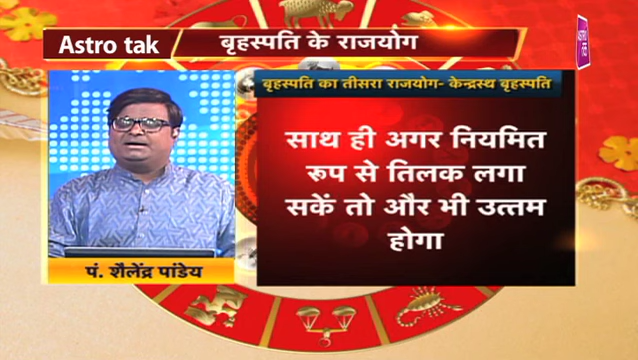 Astro tak
बृहस्पति के राजयोग
बृहस्पति का तीसरा राजयोग- केन्द्रस्थ बृहस्पति
साथ ही अगर नियमित
रूप से तिलक लगा
सकें तो और भी उत्तम
होगा
पं. शैलेंद्र पांडेय